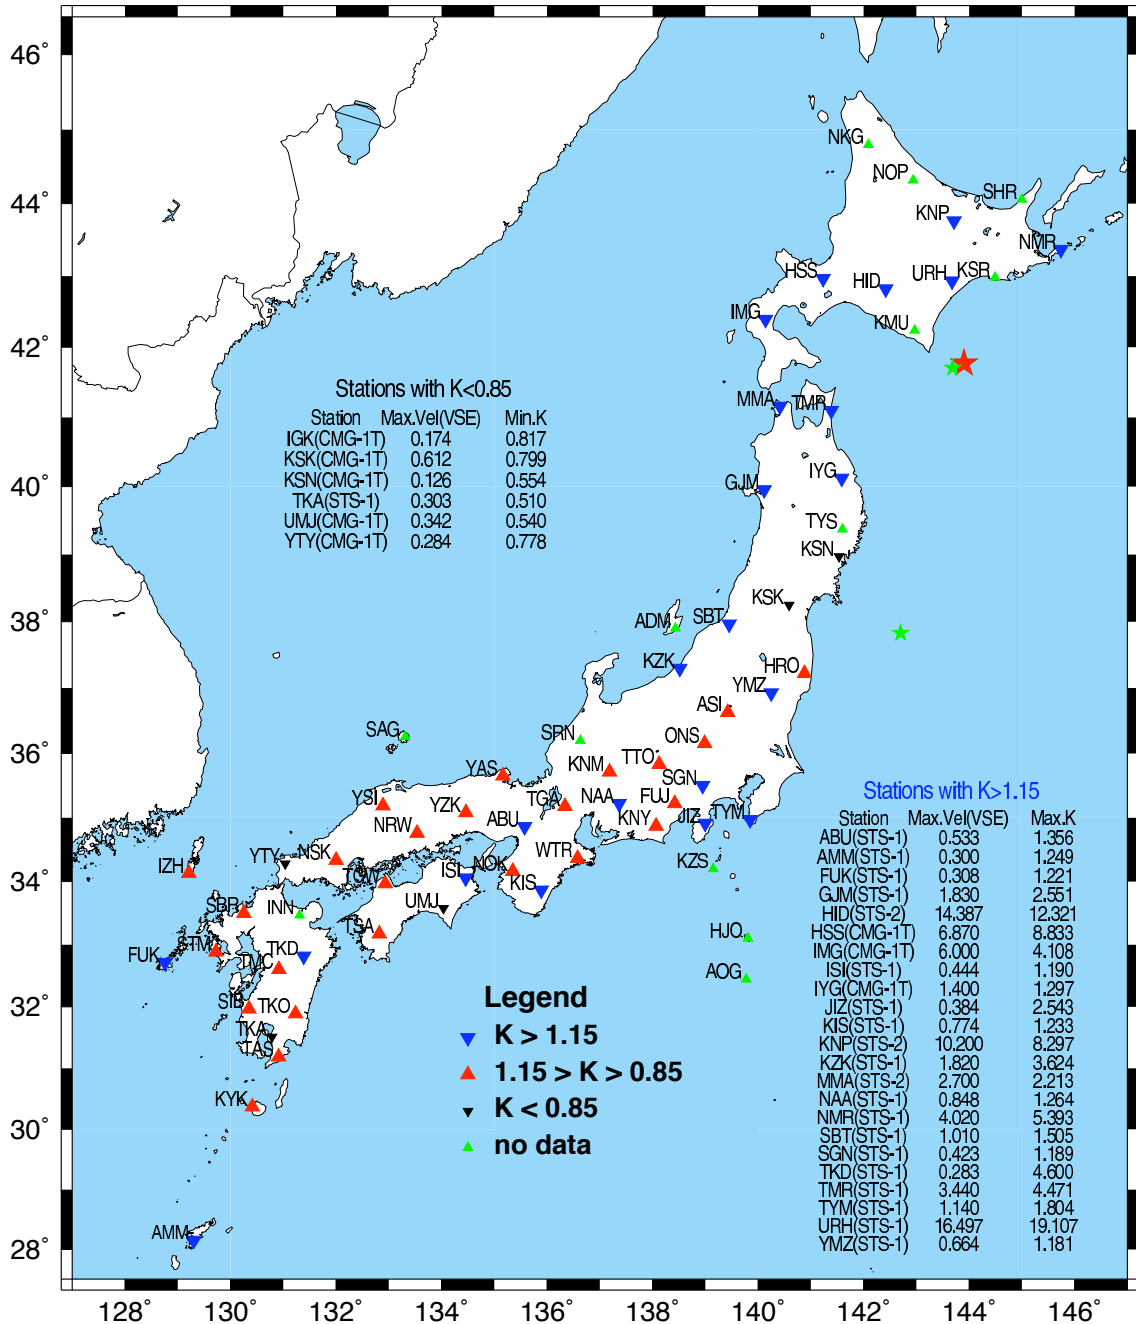 46°
44°
42°
40°
38°
36°
34°
32°
30°
28°
128°
130°
132°
134°
136°
138°
140°
142°
144°
146°
NKG
NOP
SHR
KNP
NMR
HSS
HID
URH
KSR
IMG
KMU
MMA
TMR
IYG
GJM
TYS
KSN
KSK
ADM
SBT
KZK
HRO
YMZ
ASI
SAG
SRN
ONS
YAS
KNM
TTO
SGN
YSI
YZK
TGA
NAA
FUJ
NRW
ABU
KNY
JIZ
TYM
IZH
YTY
NSK
WTR
KZS
TOW
ISI
NOK
KIS
SBR
INN
UMJ
TSA
STM
HJO
FUK
TKD
TMC
AOG
SIB
TKO
TKA
TAS
KYK
AMM
Stations with K<0.85
Station Max.Vel(VSE) Min.K
IGK(CMG-1T) 0.174 0.817
KSK(CMG-1T) 0.612 0.799
KSN(CMG-1T) 0.126 0.554
TKA(STS-1) 0.303 0.510
UMJ(CMG-1T) 0.342 0.540
YTY(CMG-1T) 0.284 0.778
Stations with K>1.15
Station Max.Vel(VSE) Max.K
ABU(STS-1) 0.533 1.356
AMM(STS-1) 0.300 1.249
FUK(STS-1) 0.308 1.221
GJM(STS-1) 1.830 2.551
HID(STS-2) 14.387 12.321
HSS(CMG-1T) 6.870 8.833
IMG(CMG-1T) 6.000 4.108
ISI(STS-1) 0.444 1.190
IYG(CMG-1T) 1.400 1.297
JIZ(STS-1) 0.384 2.543
KIS(STS-1) 0.774 1.233
KNP(STS-2) 10.200 8.297
KZK(STS-1) 1.820 3.624
MMA(STS-2) 2.700 2.213
NAA(STS-1) 0.848 1.264
NMR(STS-1) 4.020 5.393
SBT(STS-1) 1.010 1.505
SGN(STS-1) 0.423 1.189
TKD(STS-1) 0.283 4.600
TMR(STS-1) 3.440 4.471
TYM(STS-1) 1.140 1.804
URH(STS-1) 16.497 19.107
YMZ(STS-1) 0.664 1.181
Legend
K > 1.15
1.15 > K > 0.85
K < 0.85
no data